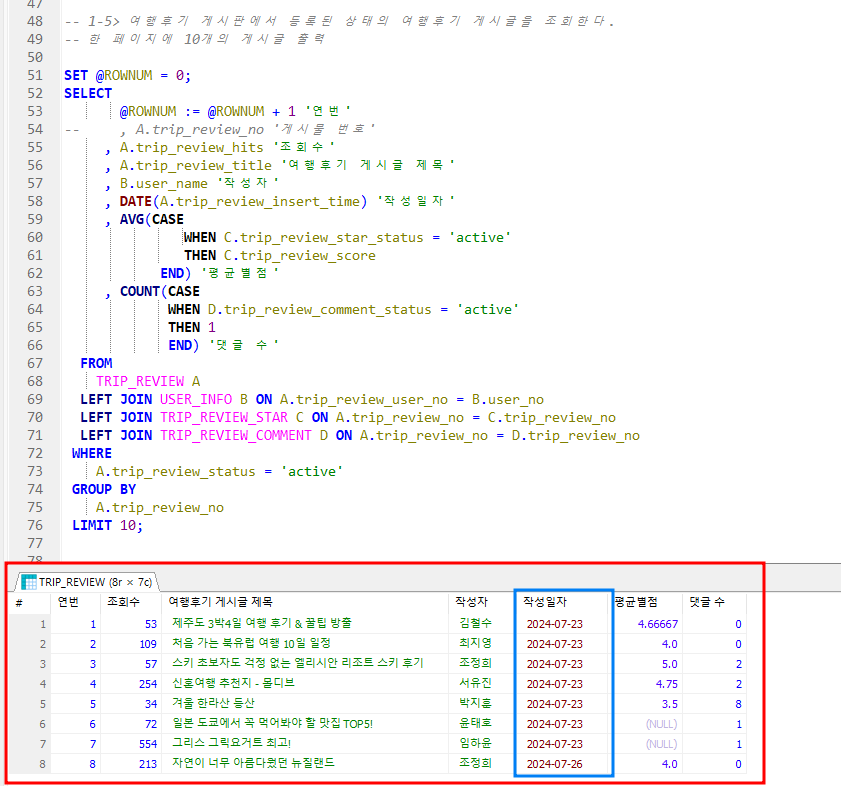 47
48 -- 1-5> 여행후기 게시판에서 등록된 상태의 여행후기 게시글을 조회한다.
49 -- 한 페이지에 10개의 게시글 출력
50
51 SET @ROWNUM = 0;
52 SELECT
53 @ROWNUM := @ROWNUM + 1 '연번'
54 -- , A.trip_review_no '게시물 번호'
55 , A.trip_review_hits '조회수'
56 , A.trip_review_title '여행후기 게시글 제목'
57 , B.user_name '작성자'
58 , DATE(A.trip_review_insert_time) '작성일자'
59 , AVG(CASE
60 WHEN C.trip_review_star_status = 'active'
61 THEN C.trip_review_score
62 END) '평균별점'
63 , COUNT(CASE
64 WHEN D.trip_review_comment_status = 'active'
65 THEN 1
66 END) '댓글 수'
67 FROM
68 TRIP_REVIEW A
69 LEFT JOIN USER_INFO B ON A.trip_review_user_no = B.user_no
70 LEFT JOIN TRIP_REVIEW_STAR C ON A.trip_review_no = C.trip_review_no
71 LEFT JOIN TRIP_REVIEW_COMMENT D ON A.trip_review_no = D.trip_review_no
72 WHERE
73 A.trip_review_status = 'active'
74 GROUP BY
75 A.trip_review_no
76 LIMIT 10;
77
78
TRIP_REVIEW (8r × 7c)
# 연번 조회수 여행후기 게시글 제목 작성자 작성일자 평균별점 댓글 수
1 1 53 제주도 3박4일 여행 후기 & 꿀팁 방출 김철수 2024-07-23 4.66667 0
2 2 109 처음 가는 북유럽 여행 10일 일정 최지영 2024-07-23 4.0 0
3 3 57 스키 초보자도 걱정 없는 엘리시안 리조트 스키 후기 조정희 2024-07-23 5.0 2
4 4 254 신혼여행 추천지 - 몰디브 서유진 2024-07-23 4.75 2
5 5 34 겨울 한라산 등산 박지훈 2024-07-23 3.5 8
6 6 72 일본 도쿄에서 꼭 먹어봐야 할 맛집 TOP5! 윤태호 2024-07-23 (NULL) 1
7 7 554 그리스 그릭요거트 최고! 임하윤 2024-07-23 (NULL) 1
8 8 213 자연이 너무 아름다웠던 뉴질랜드 조정희 2024-07-26 4.0 0